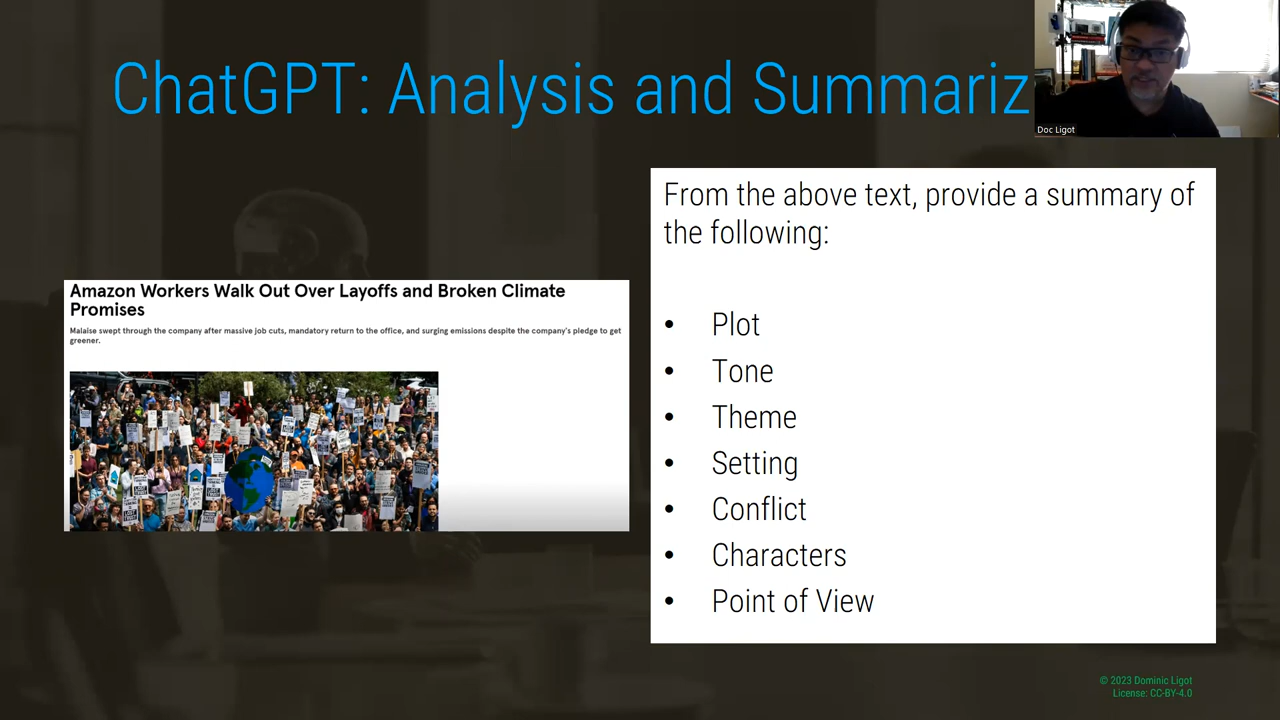 ChatGPT: Analysis and Summariz
Doc Ligot
Amazon Workers Walk Out Over Layoffs and Broken Climate
Promises
Malaise swept through the company after massive job cuts, mandatory return to the office, and surging emissions despite the company's pledge to get
greener.
From the above text, provide a summary of
the following:
• Plot
• Tone
• Theme
• Setting
• Conflict
• Characters
• Point of View
© 2023 Dominic Ligot
License: CC-BY-4.0